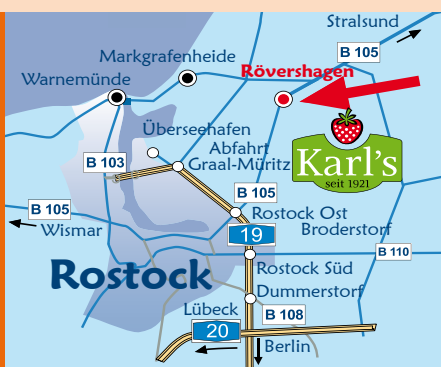 Stralsund
B 105
Markgrafenheide
Rövershagen
Warnemünde
Überseehafen
Abfahrt
Graal-Müritz
Karl's
seit 1921
B 103
B 105
B 105
Rostock Ost
Wismar
Broderstorf
19
B 110
Rostock
Rostock Süd
Dummerstorf
Lübeck
B 108
20
Berlin